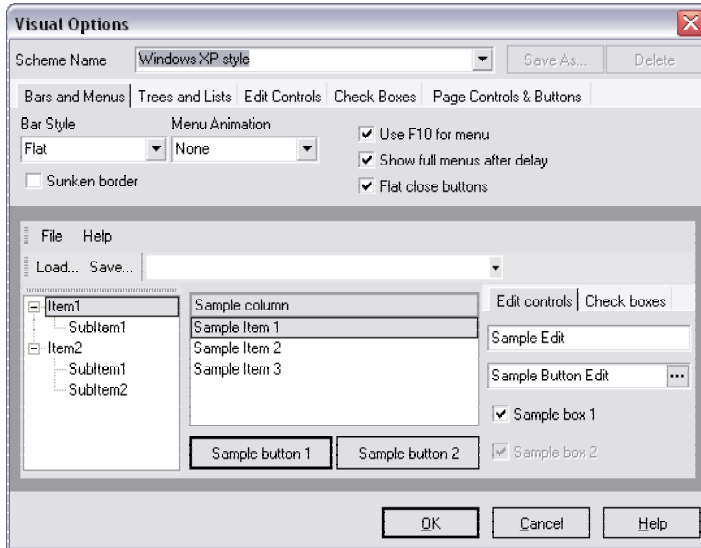 Visual Options
Scheme Name Windows XP style Save As... Delete
Bars and Menus Trees and Lists Edit Controls Check Boxes Page Controls & Buttons
Bar Style Menu Animation
Flat None
Use F10 for menu
Sunken border
Show full menus after delay
Flat close buttons
File Help
Load... Save...
Item1
SubItem1
Item2
SubItem1
SubItem2
Sample column
Sample Item 1
Sample Item 2
Sample Item 3
Sample button 1 Sample button 2
Edit controls Check boxes
Sample Edit
Sample Button Edit ...
Sample box 1
Sample box 2
OK Cancel Help